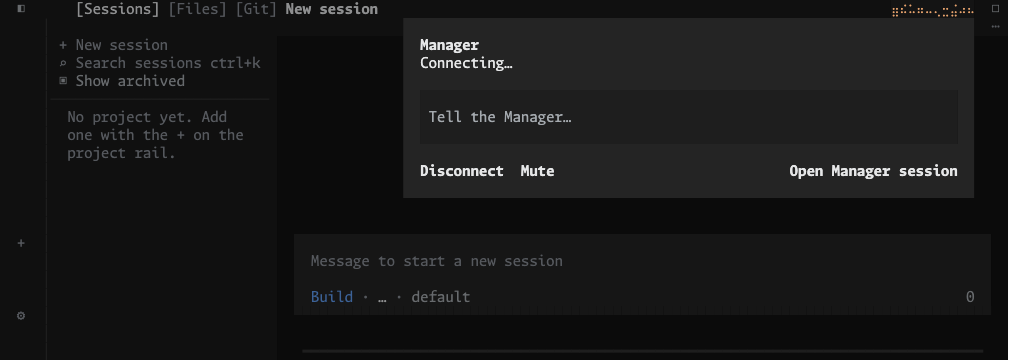 [Sessions] [Files] [Git] New session
+ New session
Search sessions ctrl+k
Show archived
No project yet. Add
one with the + on the
project rail.
+
Manager
Connecting…
Tell the Manager…
Disconnect Mute Open Manager session
Message to start a new session
Build · … · default 0